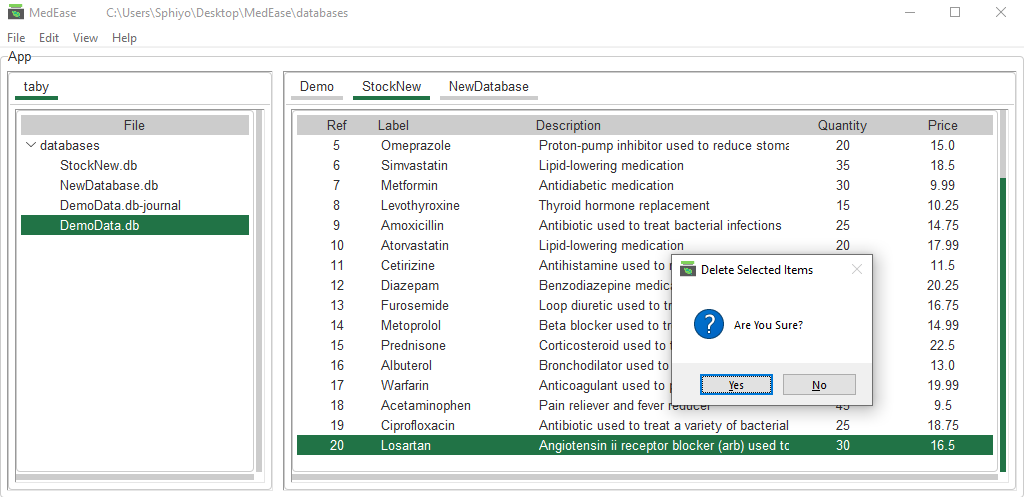 MedEase C:\Users\Sphiyo\Desktop\MedEase\databases
File Edit View Help
App
taby
File
databases
StockNew.db
NewDatabase.db
DemoData.db-journal
DemoData.db
Demo StockNew NewDatabase
Ref Label Description Quantity Price
5 Omeprazole Proton-pump inhibitor used to reduce stoma 20 15.0
6 Simvastatin Lipid-lowering medication 35 18.5
7 Metformin Antidiabetic medication 30 9.99
8 Levothyroxine Thyroid hormone replacement 15 10.25
9 Amoxicillin Antibiotic used to treat bacterial infections 25 14.75
10 Atorvastatin Lipid-lowering medication 20 17.99
11 Cetirizine Antihistamine used to 11.5
12 Diazepam Benzodiazepine medica 20.25
13 Furosemide Loop diuretic used to tr 16.75
14 Metoprolol Beta blocker used to tr 14.99
15 Prednisone Corticosteroid used to 22.5
16 Albuterol Bronchodilator used to 13.0
17 Warfarin Anticoagulant used to 19.99
18 Acetaminophen Pain reliever and fever reducer 45 9.5
19 Ciprofloxacin Antibiotic used to treat a variety of bacterial 25 18.75
20 Losartan Angiotensin ii receptor blocker (arb) used to 30 16.5
Delete Selected Items
Are You Sure?
Yes No